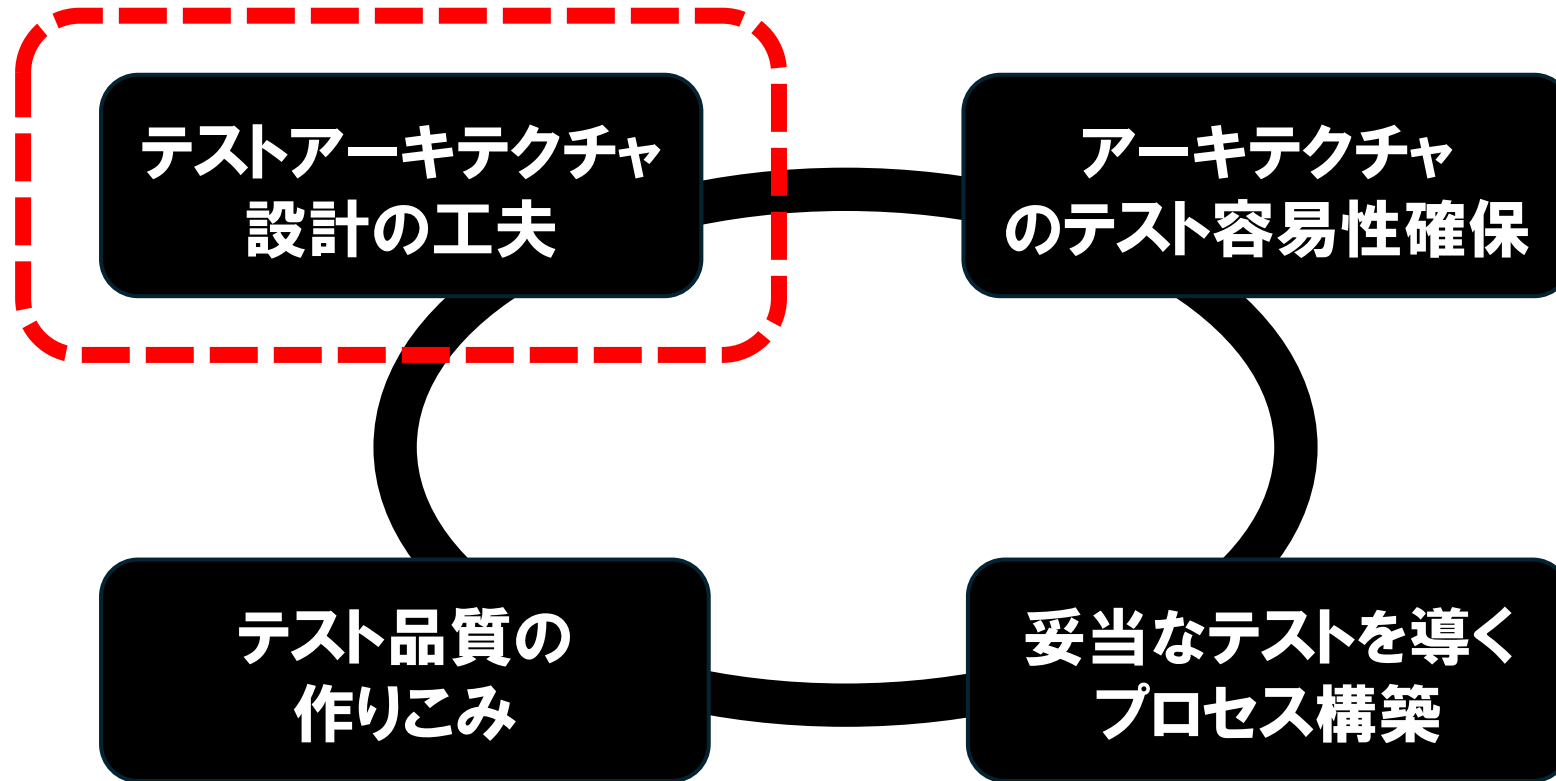 テストアーキテクチャ
設計の工夫
アーキテクチャ
のテスト容易性確保
テスト品質の
作りこみ
妥当なテストを導く
プロセス構築